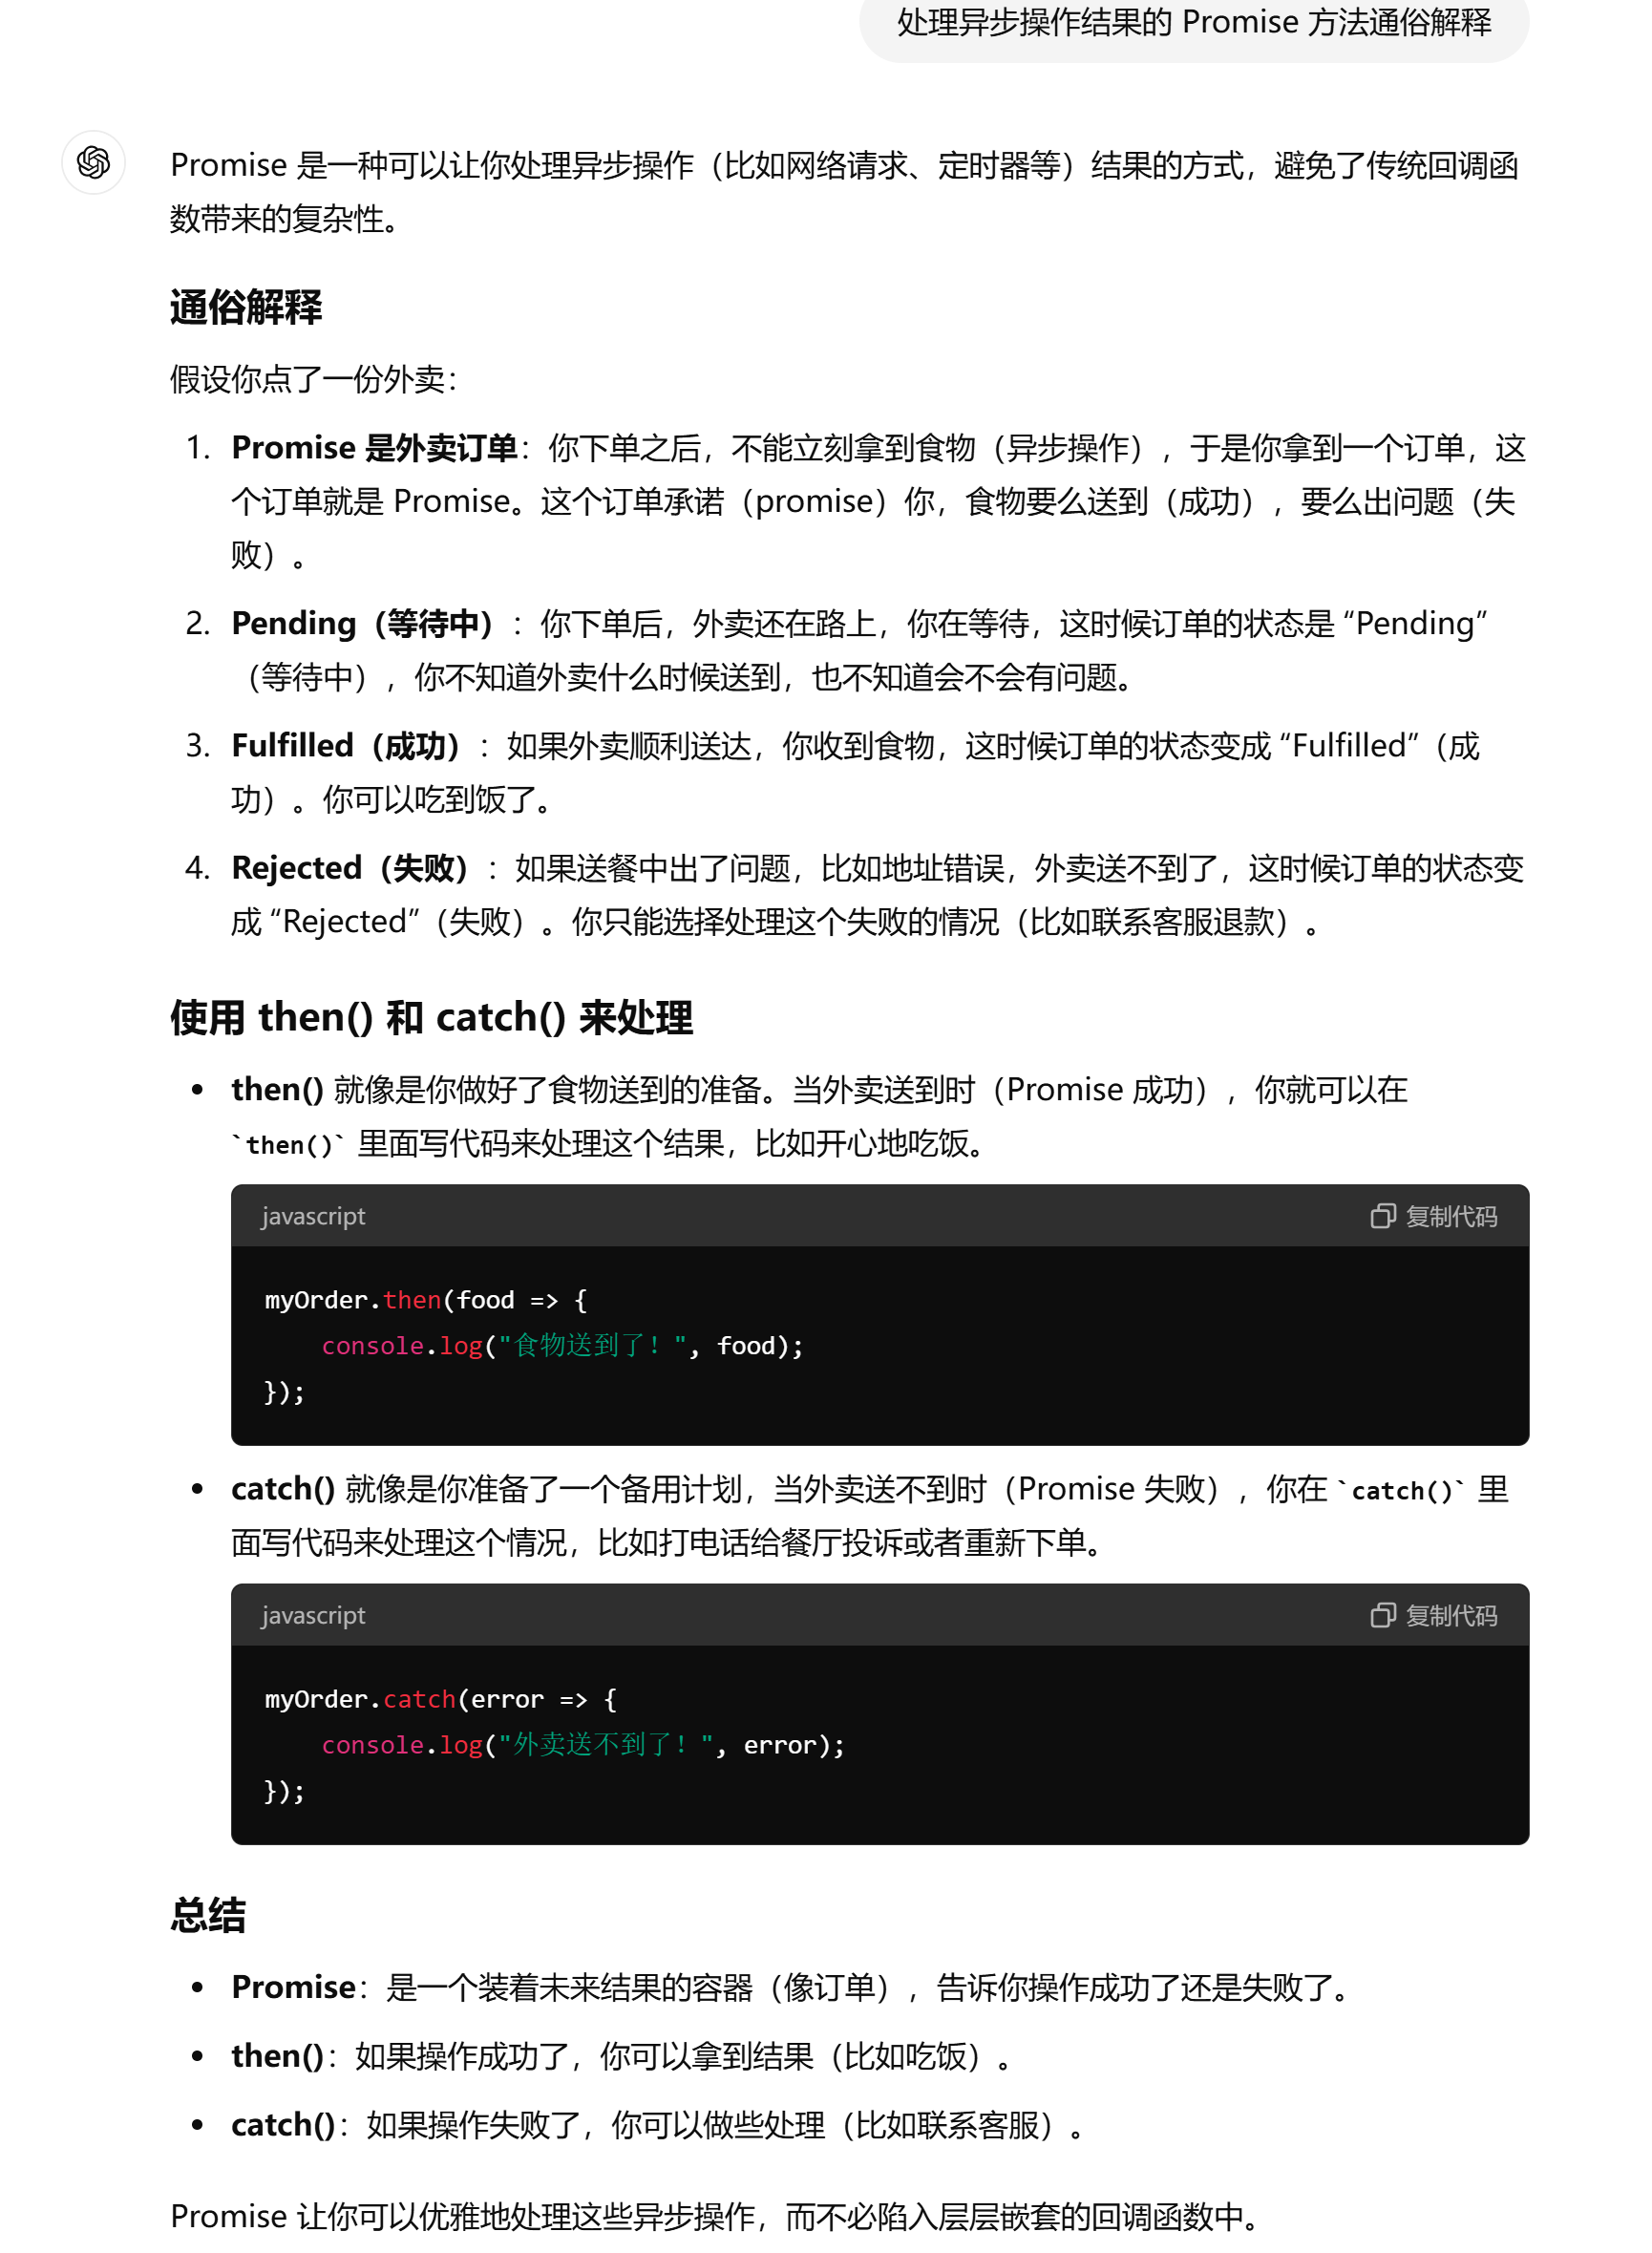 处理异步操作结果的 Promise 方法通俗解释
Promise 是一种可以让你处理异步操作（比如网络请求、定时器等）结果的方式，避免了传统回调函
数带来的复杂性。
通俗解释
假设你点了一份外卖：
1. Promise 是外卖订单：你下单之后，不能立刻拿到食物（异步操作），于是你拿到一个订单，这
个订单就是 Promise。这个订单承诺（promise）你，食物要么送到（成功），要么出问题（失
败）。
2. Pending（等待中）：你下单后，外卖还在路上，你在等待，这时候订单的状态是 “Pending”
（等待中），你不知道外卖什么时候送到，也不知道会不会有问题。
3. Fulfilled（成功）：如果外卖顺利送达，你收到食物，这时候订单的状态变成 “Fulfilled”（成
功）。你可以吃到饭了。
4. Rejected（失败）：如果送餐中出了问题，比如地址错误，外卖送不到了，这时候订单的状态变
成 “Rejected”（失败）。你只能选择处理这个失败的情况（比如联系客服退款）。
使用 then() 和 catch() 来处理
• then() 就像是你做好了食物送到的准备。当外卖送到时（Promise 成功），你就可以在
`then()` 里面写代码来处理这个结果，比如开心地吃饭。
javascript 复制代码
myOrder.then(food => {
    console.log("食物送到了！", food);
});
• catch() 就像是你准备了一个备用计划，当外卖送不到时（Promise 失败），你在 `catch()` 里
面写代码来处理这个情况，比如打电话给餐厅投诉或者重新下单。
javascript 复制代码
myOrder.catch(error => {
    console.log("外卖送不到了！", error);
});
总结
• Promise：是一个装着未来结果的容器（像订单），告诉你操作成功了还是失败了。
• then()：如果操作成功了，你可以拿到结果（比如吃饭）。
• catch()：如果操作失败了，你可以做些处理（比如联系客服）。
Promise 让你可以优雅地处理这些异步操作，而不必陷入层层嵌套的回调函数中。